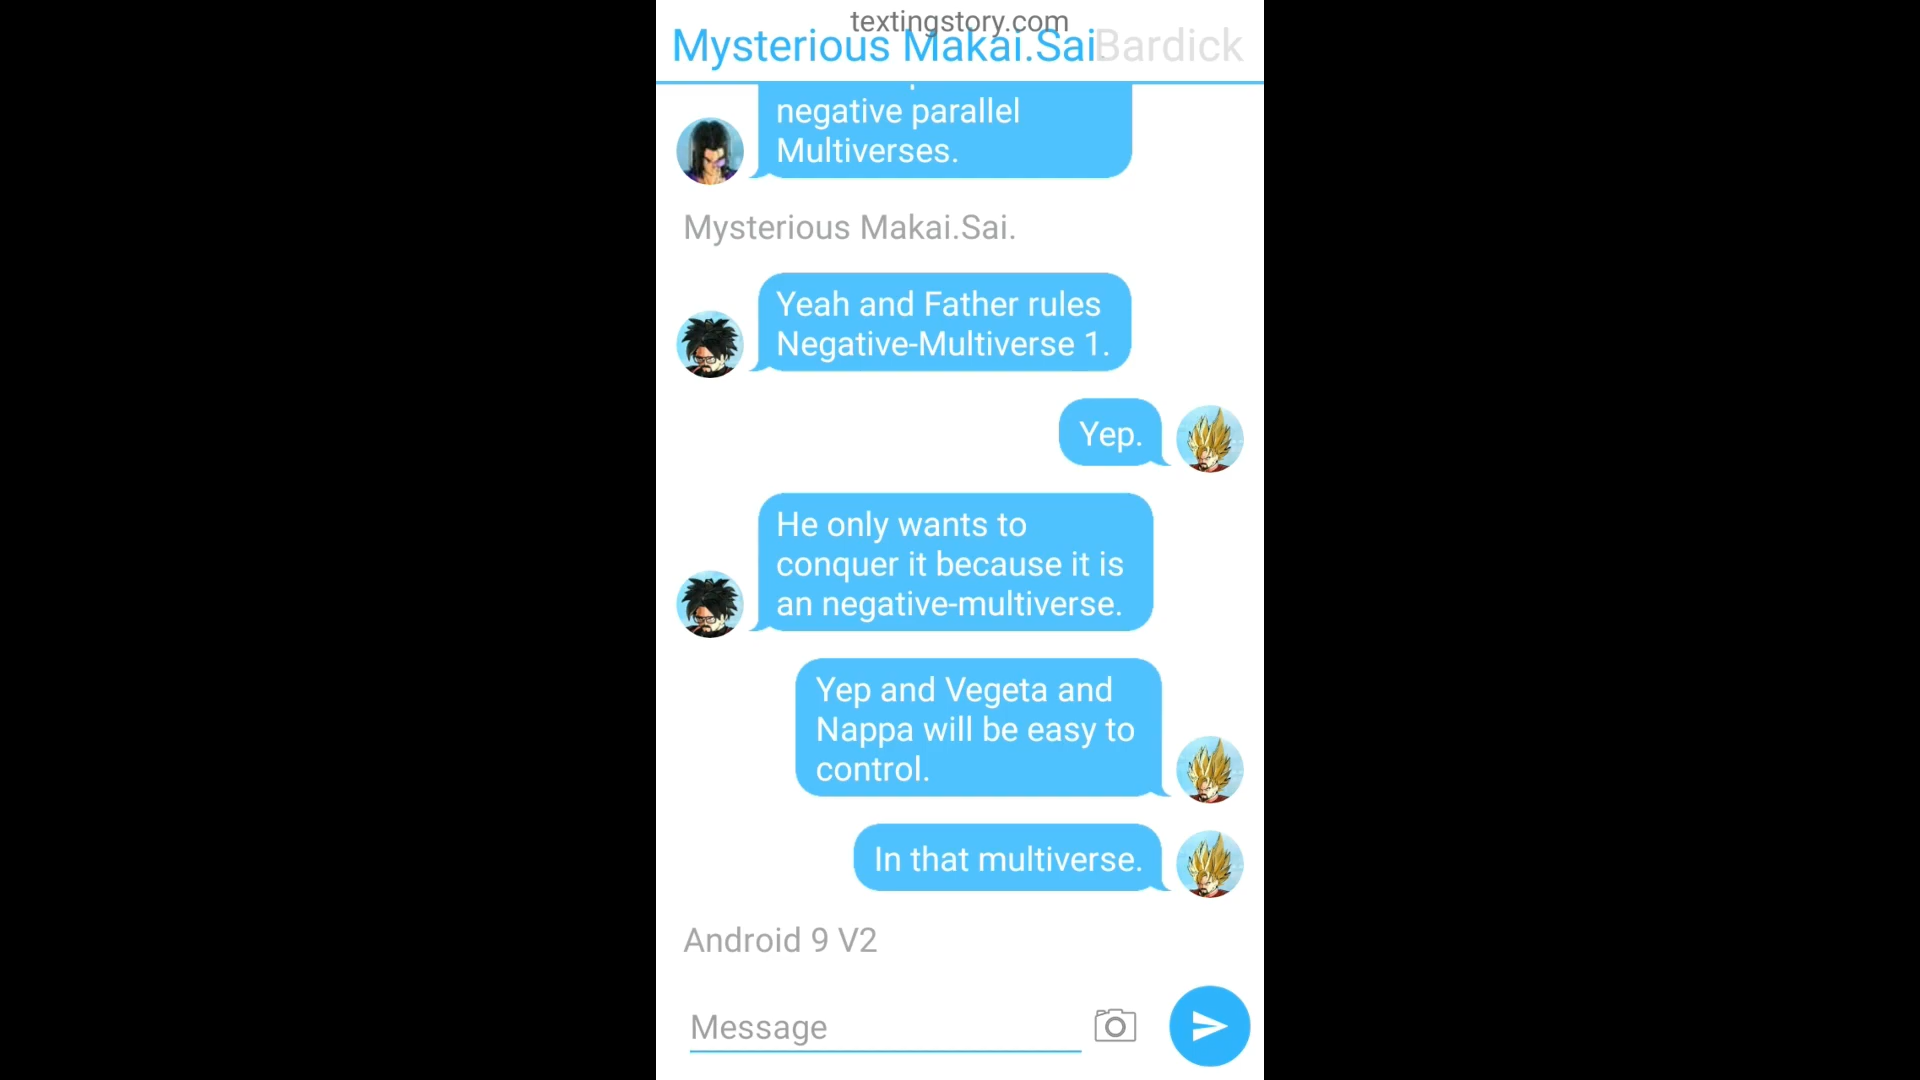 textingstory.com
Mysterious Makai.Sai. Bardick
negative parallel
Multiverses.
Mysterious Makai.Sai.
Yeah and Father rules
Negative-Multiverse 1.
Yep.
He only wants to
conquer it because it is
an negative-multiverse.
Yep and Vegeta and
Nappa will be easy to
control.
In that multiverse.
Android 9 V2
Message